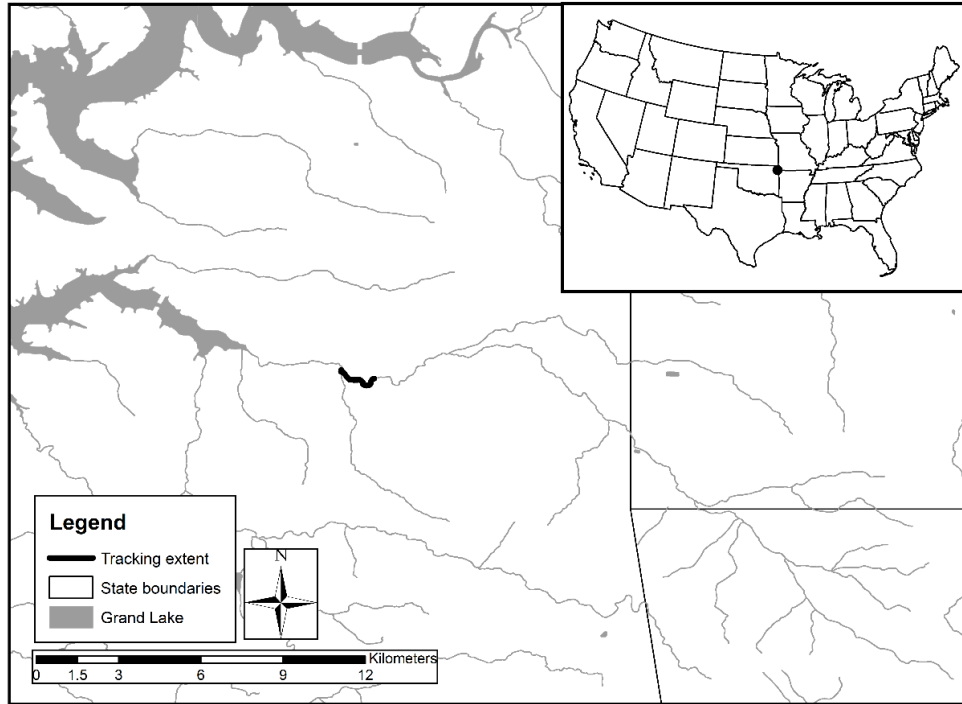 Legend
Tracking extent
State boundaries
Grand Lake
N
Kilometers
0 1.5 3 6 9 12